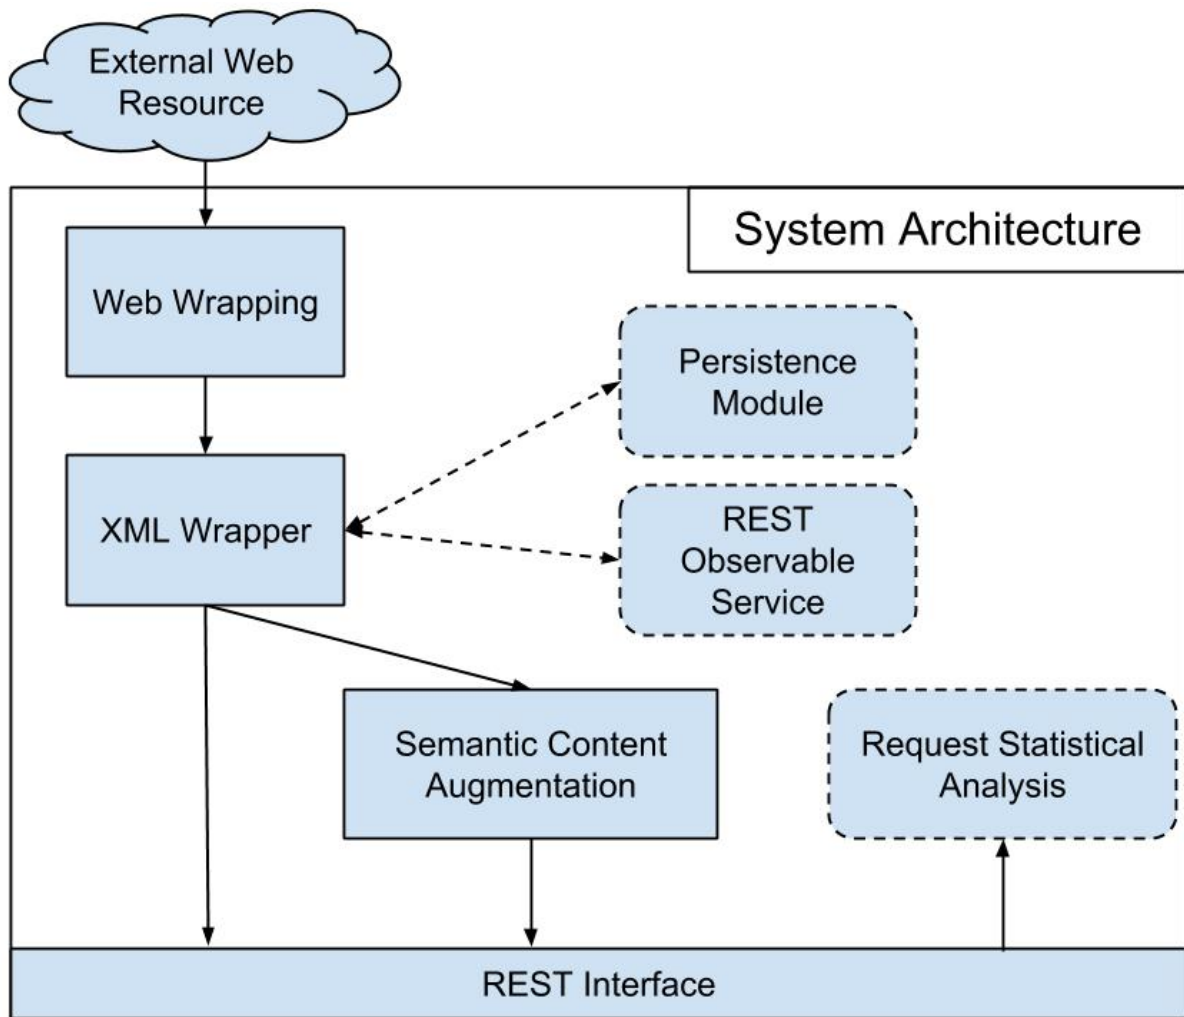 External Web
Resource
System Architecture
Web Wrapping
Persistence
Module
XML Wrapper
REST
Observable
Service
Semantic Content
Augmentation
Request Statistical
Analysis
REST Interface